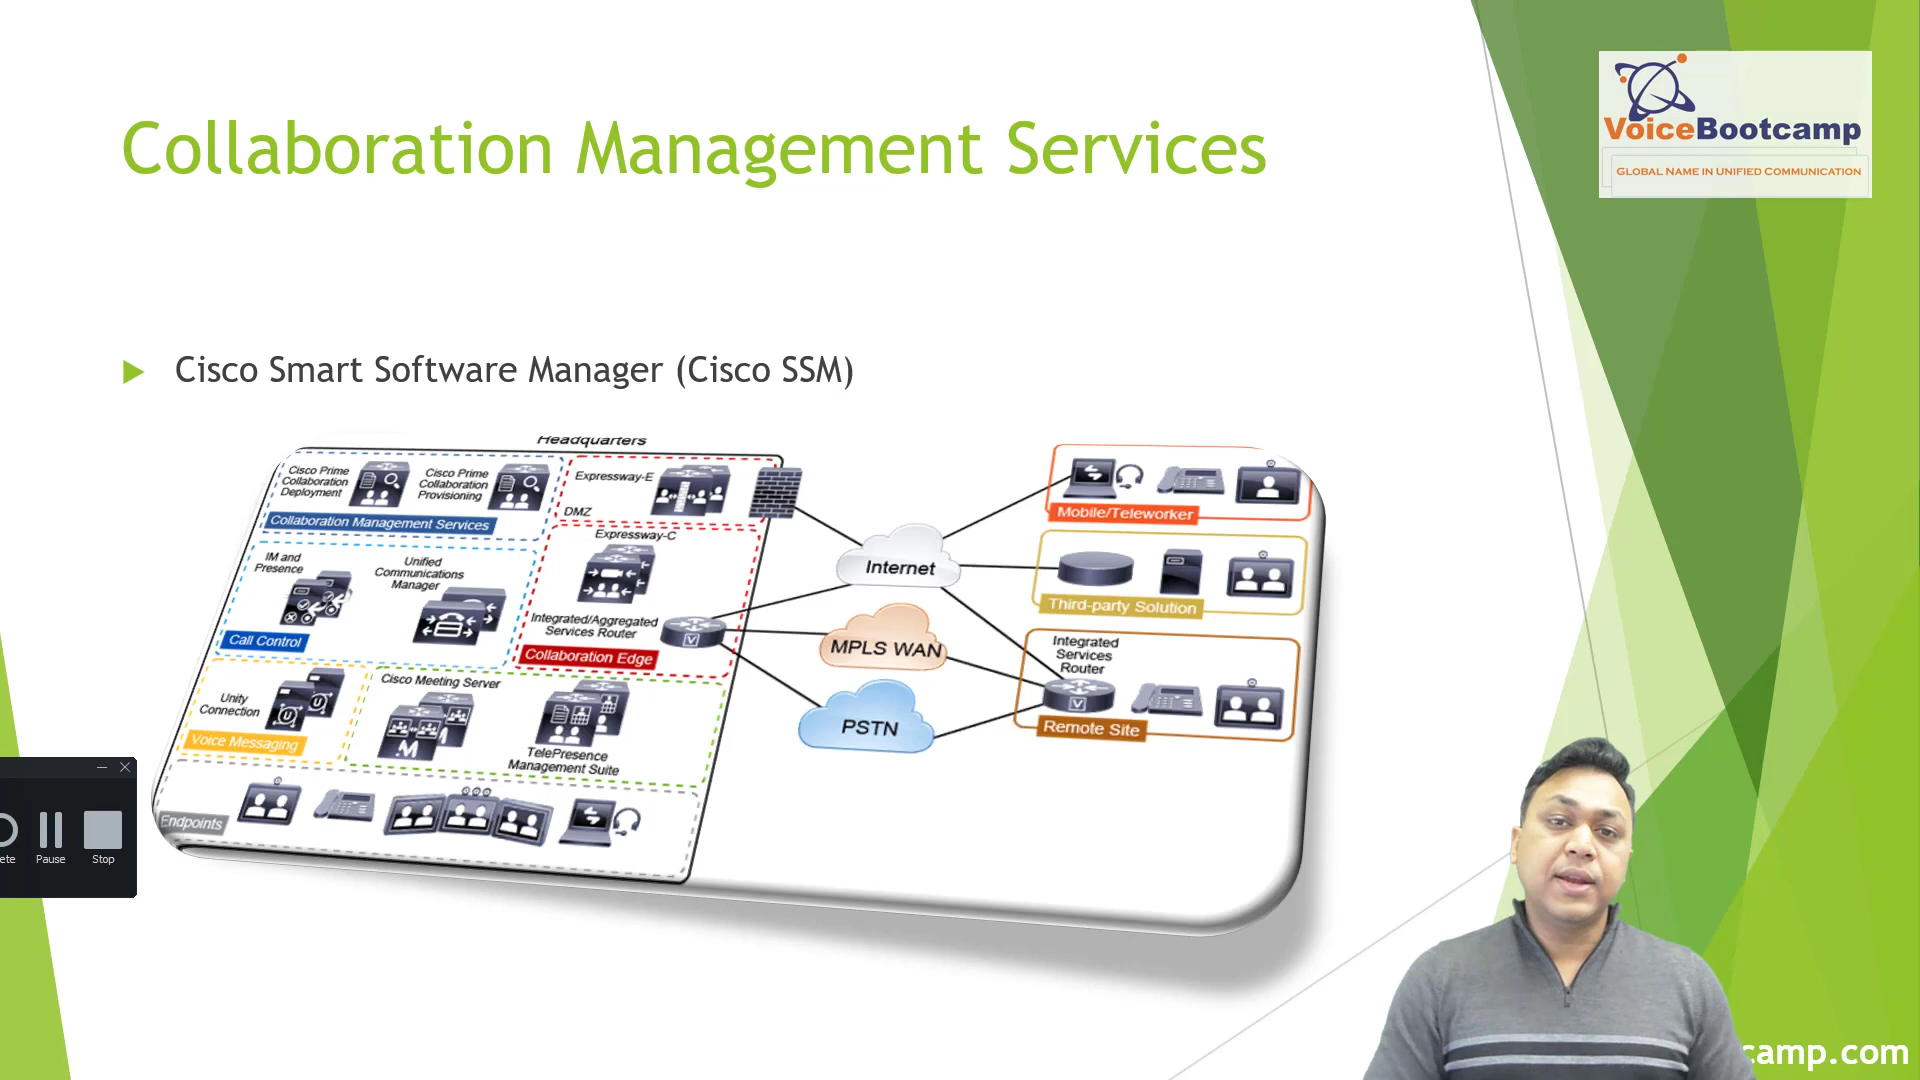 Collaboration Management Services
VoiceBootcamp
GLOBAL NAME IN UNIFIED COMMUNICATION
Cisco Smart Software Manager (Cisco SSM)
Headquarters
Cisco Prime
Collaboration
Deployment
Cisco Prime
Collaboration
Provisioning
Collaboration Management Services
Expressway-E
DMZ
Expressway-C
Integrated/Aggregated
Services Router
V
Collaboration Edge
IM and
Presence
Unified
Communications
Manager
Call Control
Unity
Connection
U
U
Voice Messaging
Cisco Meeting Server
M
TelePresence
Management Suite
Endpoints
Internet
MPLS WAN
PSTN
Mobile/Teleworker
Third-party Solution
Integrated
Services
Router
V
Remote Site
ete
Pause
Stop
camp.com